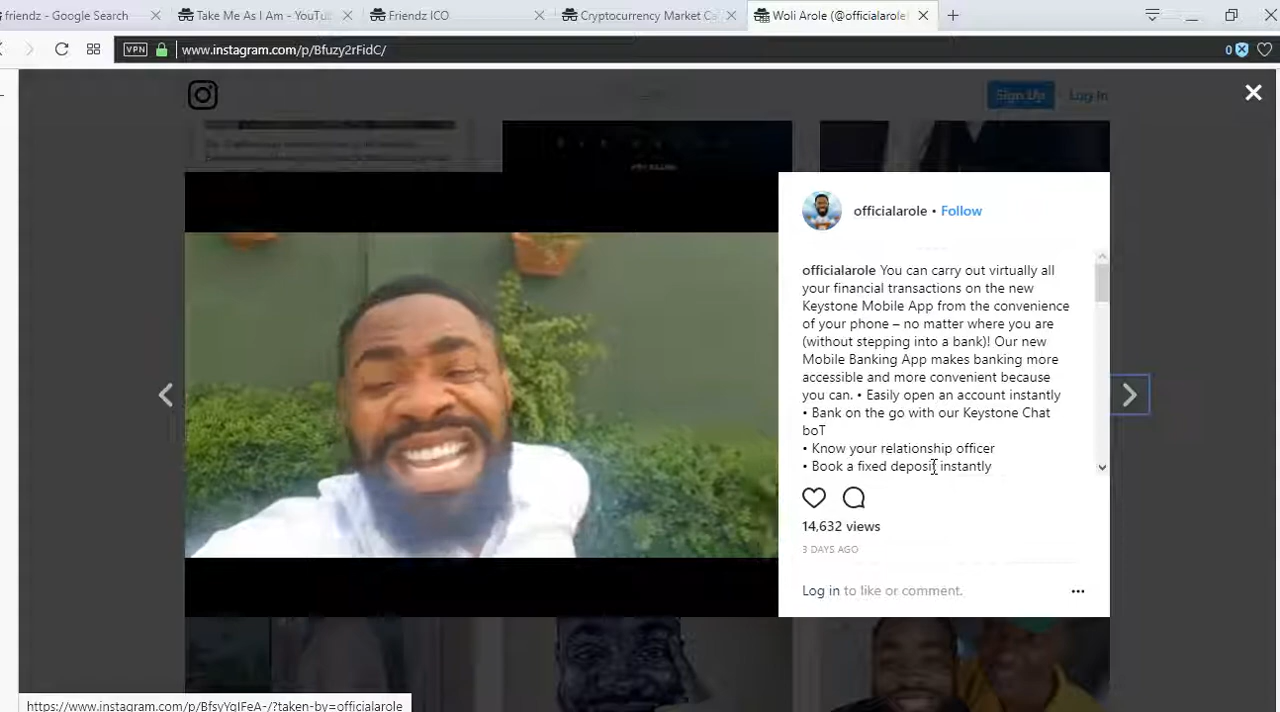 friendz - Google Search
Take Me As I Am - YouTu
Friendz ICO
Cryptocurrency Market Ca
Woli Arole (@officialarole
VPN
www.instagram.com/p/Bfuzy2rFidC/
0
Sign Up
Log In
officialarole • Follow
officialarole You can carry out virtually all
your financial transactions on the new
Keystone Mobile App from the convenience
of your phone – no matter where you are
(without stepping into a bank)! Our new
Mobile Banking App makes banking more
accessible and more convenient because
you can. • Easily open an account instantly
• Bank on the go with our Keystone Chat
boT
• Know your relationship officer
• Book a fixed deposit instantly
14,632 views
3 DAYS AGO
Log in to like or comment.
https://www.instagram.com/p/BfsyYqIFeA-/?taken-by=officialarole